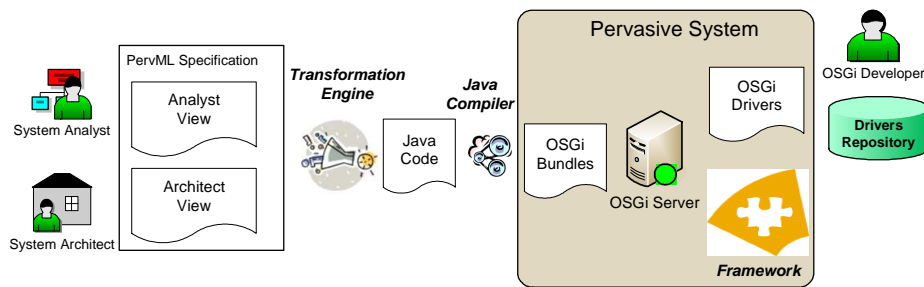 System Analyst
System Architect
PervML Specification
Analyst
View
Architect
View
Transformation
Engine
Java
Code
Java
Compiler
Pervasive System
OSGi
Bundles
OSGi Server
OSGi
Drivers
Framework
OSGi Developer
Drivers
Repository